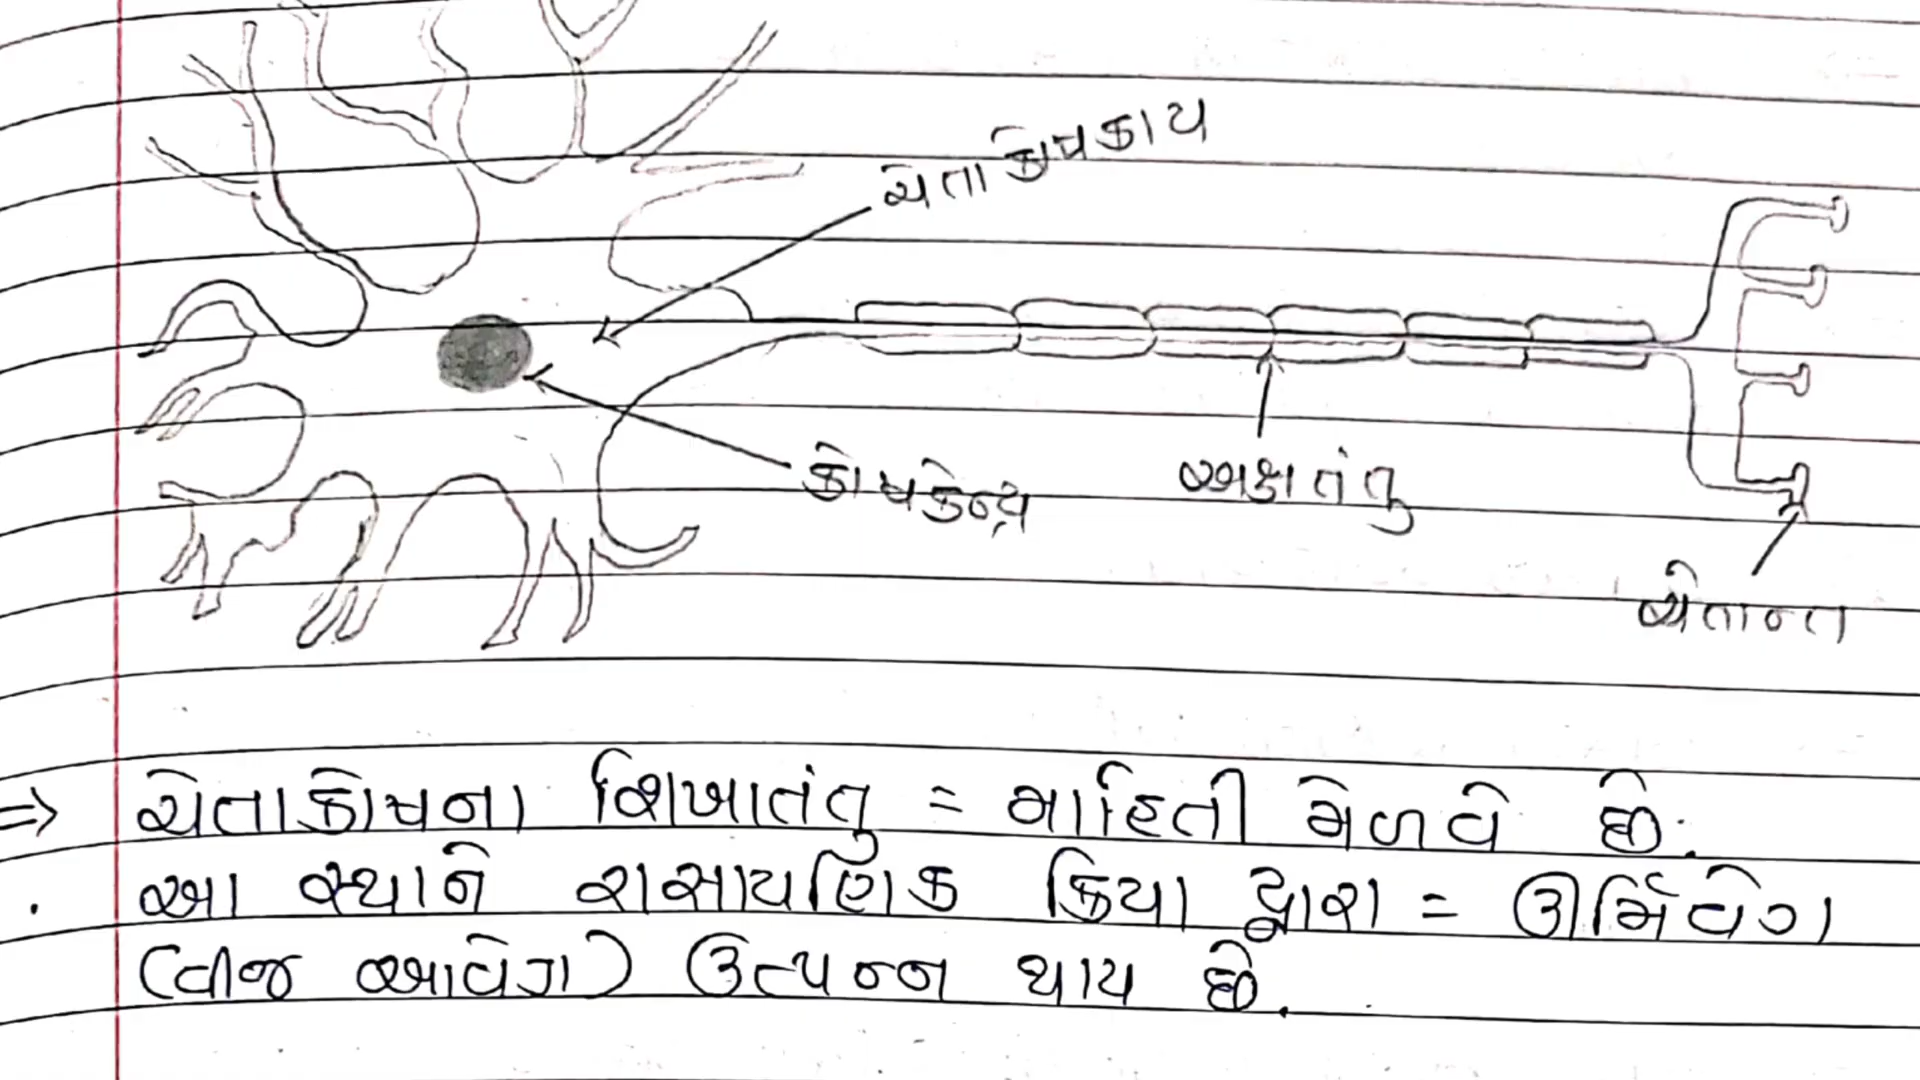 ચેતાકોષકાય
કોષકેન્દ્ર
અક્ષતંતુ
ચેતાન્ત
⇒ ચેતાકોષના શિખાતંતુ = માહિતી મેળવે છે.
. આ સ્થાને રાસાયણિક ક્રિયા દ્વારા = ઊર્મિવેગ
(વીજ આવેગ) ઉત્પન્ન થાય છે.